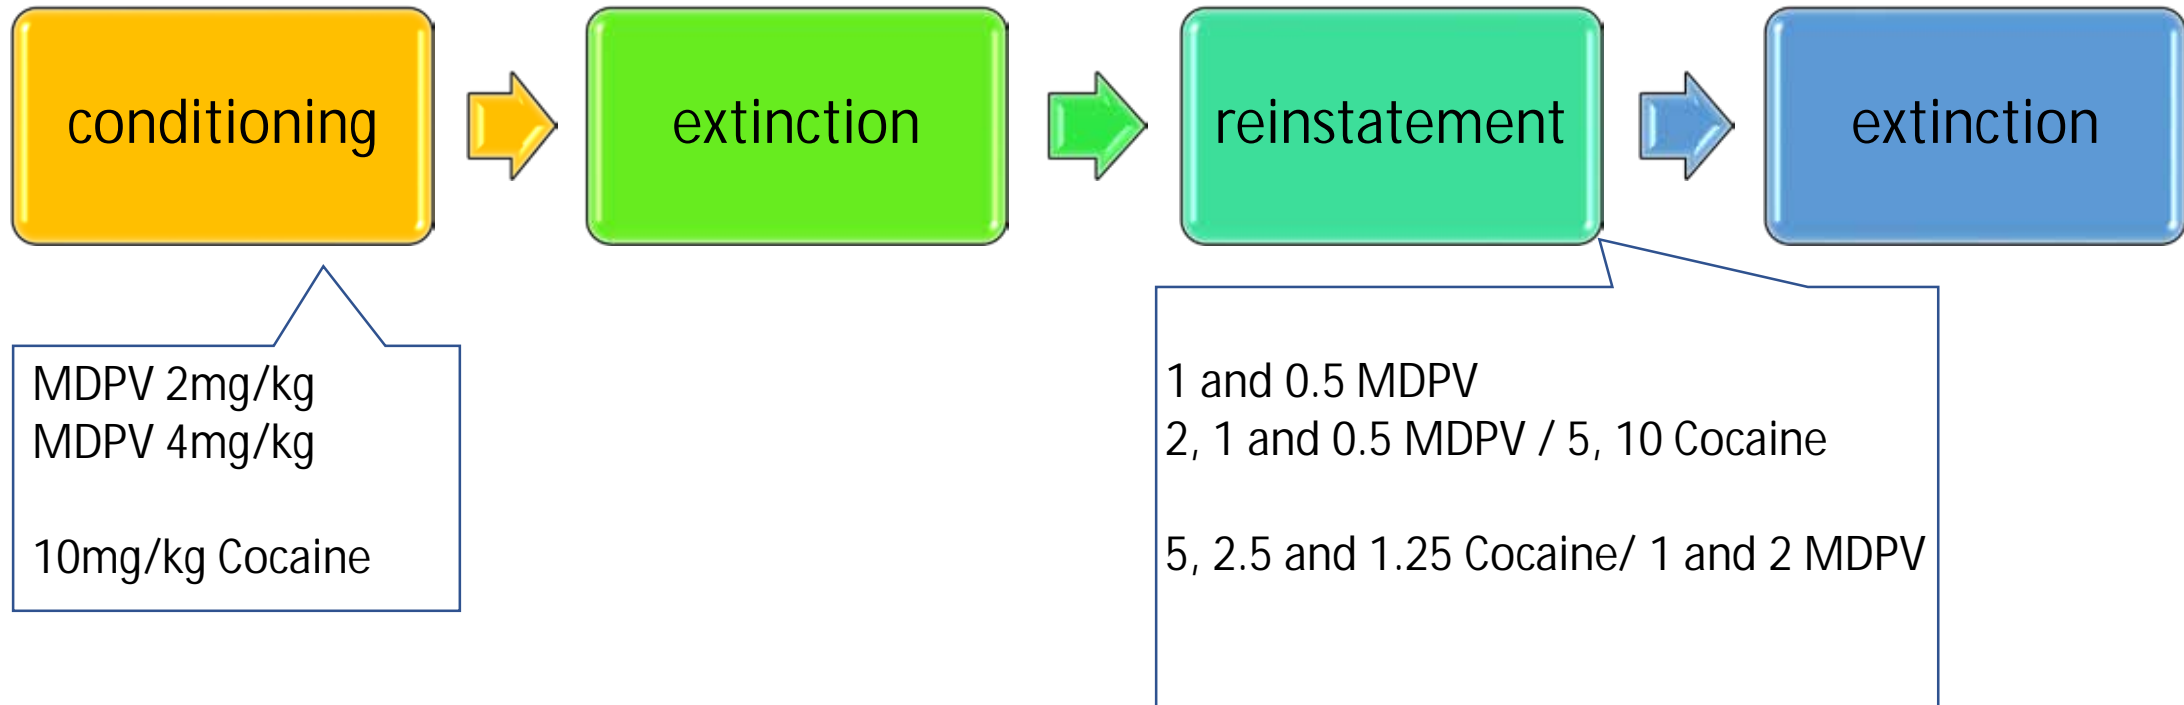 conditioning
extinction
reinstatement
extinction
MDPV 2mg/kg
MDPV 4mg/kg
10mg/kg Cocaine
1 and 0.5 MDPV
2, 1 and 0.5 MDPV / 5, 10 Cocaine
5, 2.5 and 1.25 Cocaine/ 1 and 2 MDPV